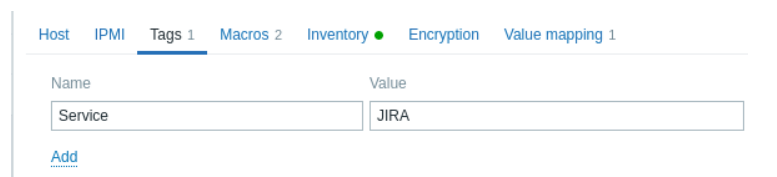 Host IPMI Tags 1 Macros 2 Inventory Encryption Value mapping 1
Name Value
Service JIRA
Add